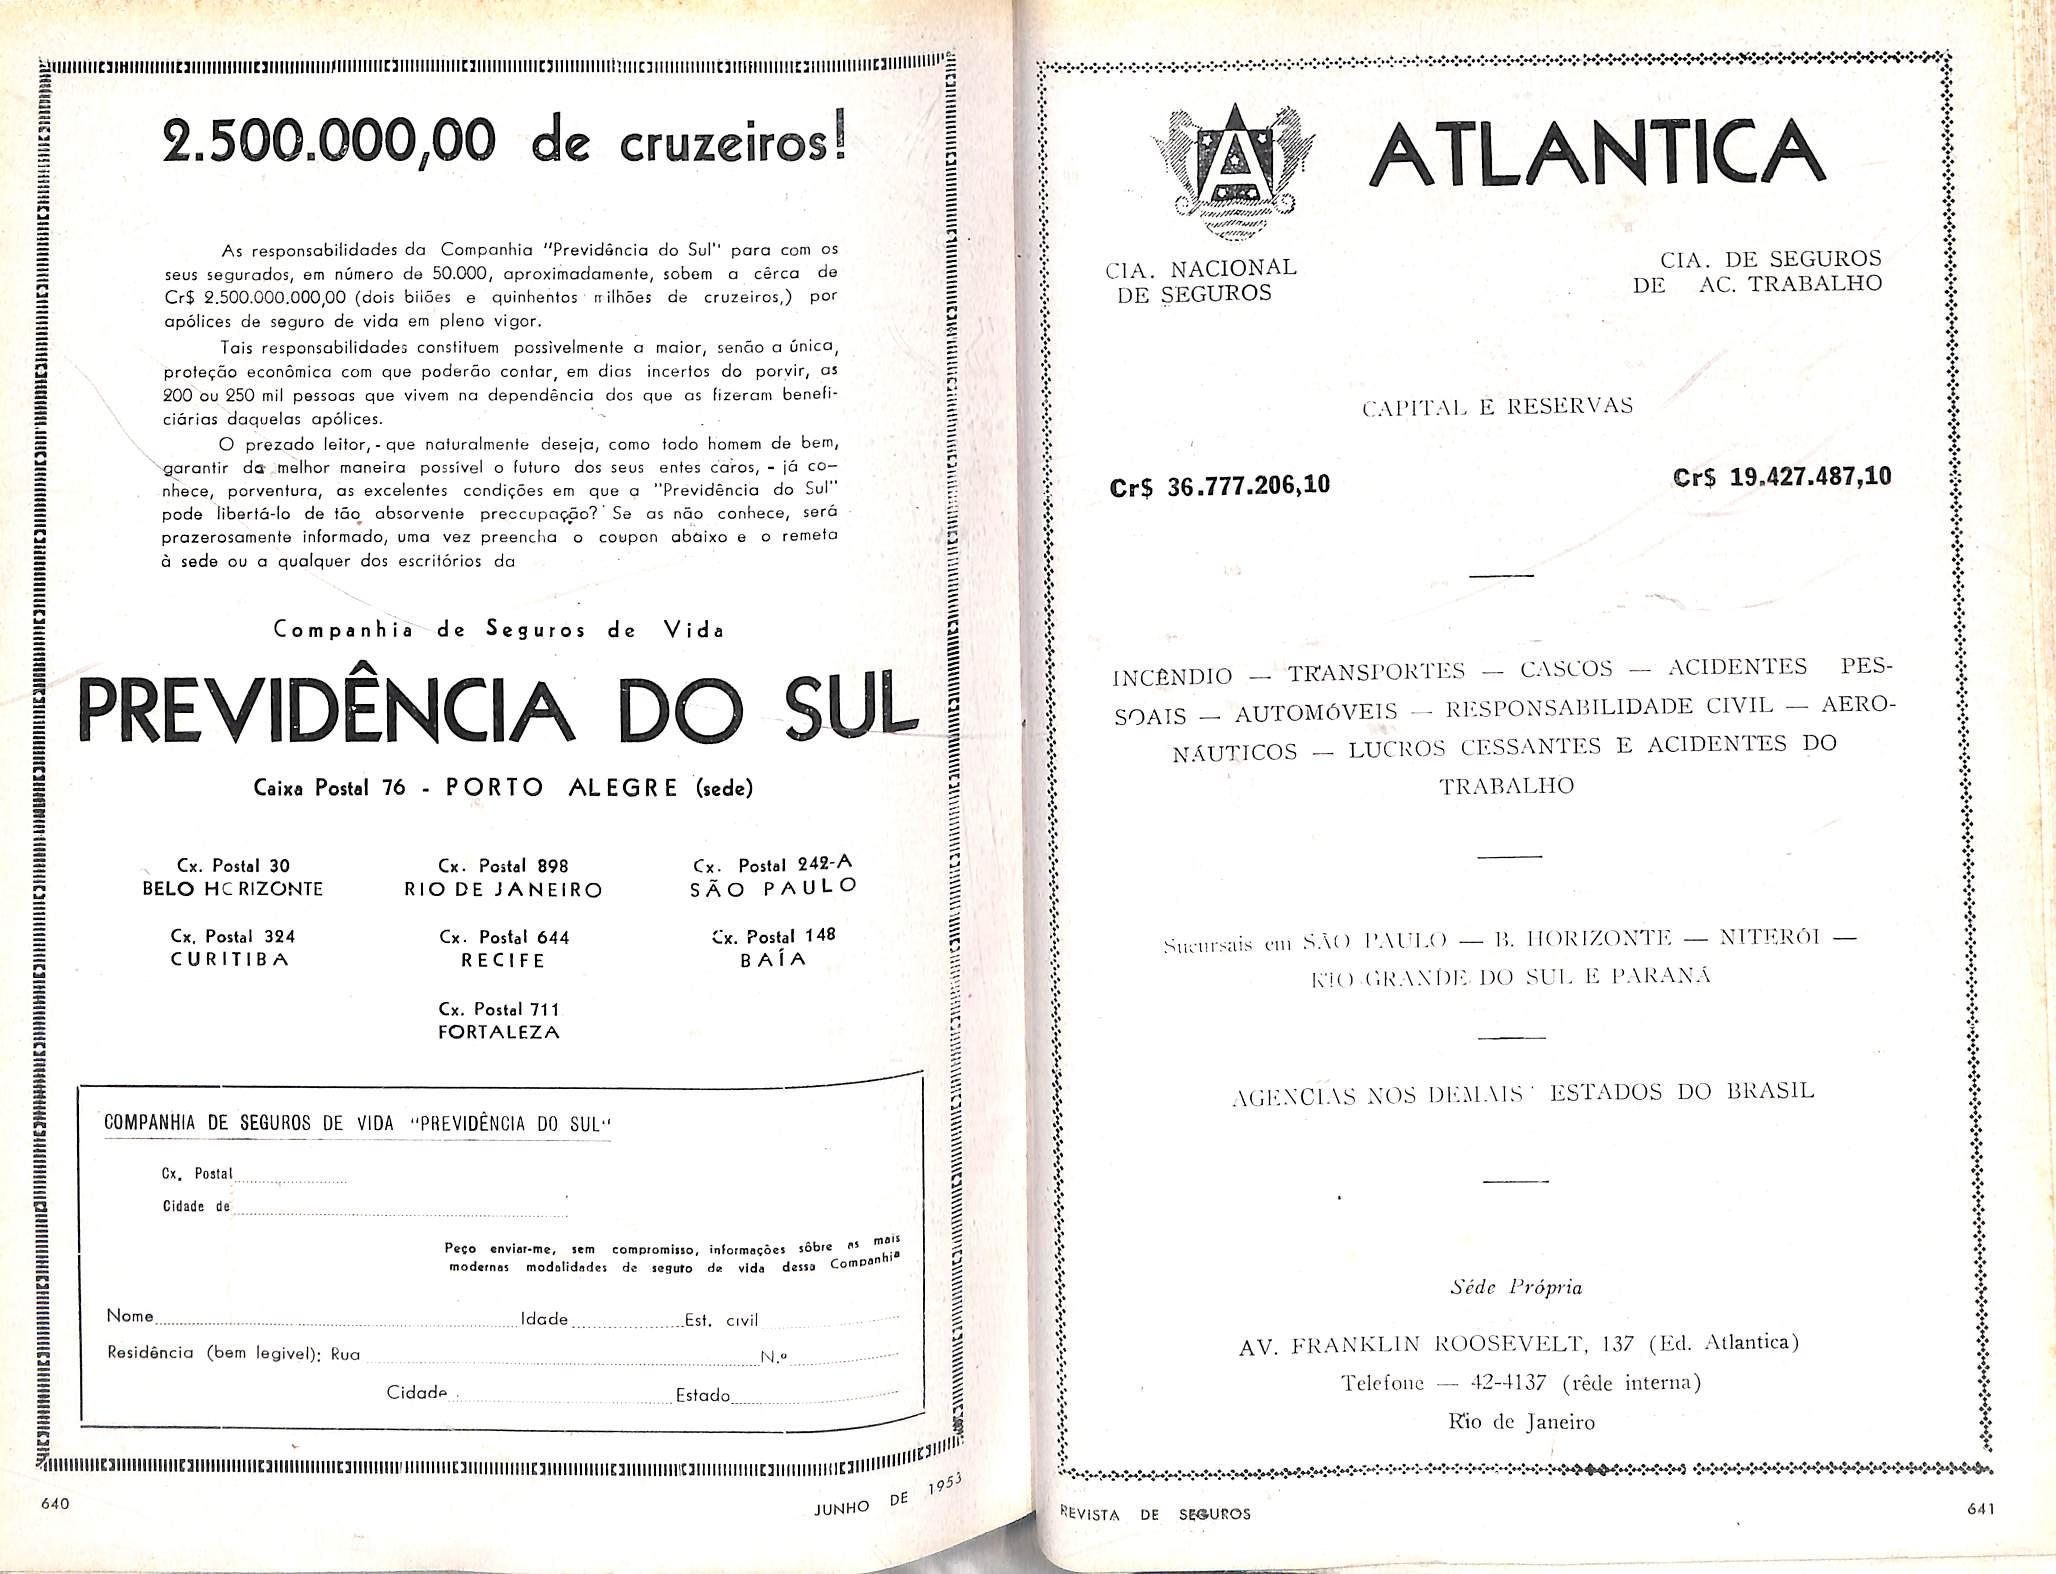 2.500.000,00 de cruzeiros!
As responsabilidades da Companhia "Previdência do Sul" para com os
seus segurados, em número de 50.000, aproximadamente, sobem a cêrca de
Cr$ 2.500.000.000,00 (dois biiões e quinhentos milhões de cruzeiros,) por
apólices de seguro de vida em pleno vigor.
Tais responsabilidades constituem possivelmente a maior, senão a única,
proteção econômica com que poderão contar, em dias incertos do porvir, as
200 ou 250 mil pessoas que vivem na dependência dos que as fizeram benefi-
ciárias daquelas apólices.
O prezado leitor, - que naturalmente deseja, como todo homem de bem,
garantir da melhor maneira possível o futuro dos seus entes caros, - já co-
nhece, porventura, as excelentes condições em que a "Previdência do Sul"
pode libertá-lo de tão absorvente preocupação? Se as não conhece, será
prazerosamente informado, uma vez preencha o coupon abaixo e o remeta
à sede ou a qualquer dos escritórios da
Companhia de Seguros de Vida
PREVIDÊNCIA DO SUL
Caixa Postal 76 - PORTO ALEGRE (sede)
Cx. Postal 30 Cx. Postal 898 Cx. Postal 242-A
BELO HORIZONTE RIO DE JANEIRO SÃO PAULO
Cx. Postal 324 Cx. Postal 644 Cx. Postal 148
CURITIBA RECIFE BAÍA
Cx. Postal 711
FORTALEZA
COMPANHIA DE SEGUROS DE VIDA "PREVIDÊNCIA DO SUL"
Cx. Postal
Cidade de
Peço enviar-me, sem compromisso, informações sôbre as mais
modernas modalidades de seguro de vida dessa Companhia
Nome Idade Est. civil
Residência (bem legivel): Rua N.º
Cidade Estado
640 JUNHO DE 1953
A
ATLANTICA
CIA. NACIONAL
DE SEGUROS
CIA. DE SEGUROS
DE AC. TRABALHO
CAPITAL E RESERVAS
Cr$ 36.777.206,10 Cr$ 19.427.487,10
INCÊNDIO — TRANSPORTES — CASCOS — ACIDENTES PES-
SOAIS — AUTOMÓVEIS — RESPONSABILIDADE CIVIL — AERO-
NÁUTICOS — LUCROS CESSANTES E ACIDENTES DO
TRABALHO
Sucursais em SÃO PAULO — B. HORIZONTE — NITERÓI —
RIO GRANDE DO SUL E PARANÁ
AGENCIAS NOS DEMAIS ESTADOS DO BRASIL
Séde Própria
AV. FRANKLIN ROOSEVELT, 137 (Ed. Atlantica)
Telefone — 42-4137 (rêde interna)
Rio de Janeiro
REVISTA DE SEGUROS 641